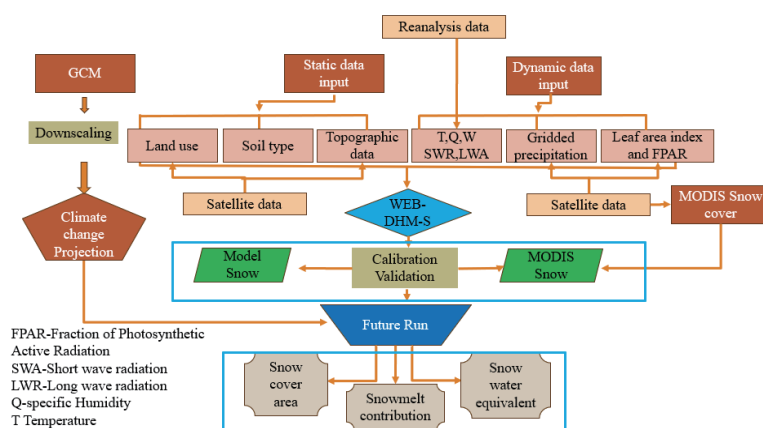 Reanalysis data
GCM
Static data
input
Dynamic data
input
Downscaling
Land use
Soil type
Topographic
data
T,Q,W
SWR,LWA
Gridded
precipitation
Leaf area index
and FPAR
Satellite data
WEB-
DHM-S
Satellite data
MODIS Snow
cover
Climate
change
Projection
Model
Snow
Calibration
Validation
MODIS
Snow
Future Run
FPAR-Fraction of Photosynthetic
Active Radiation
SWA-Short wave radiation
LWR-Long wave radiation
Q-specific Humidity
T Temperature
Snow
cover
area
Snowmelt
contribution
Snow
water
equivalent